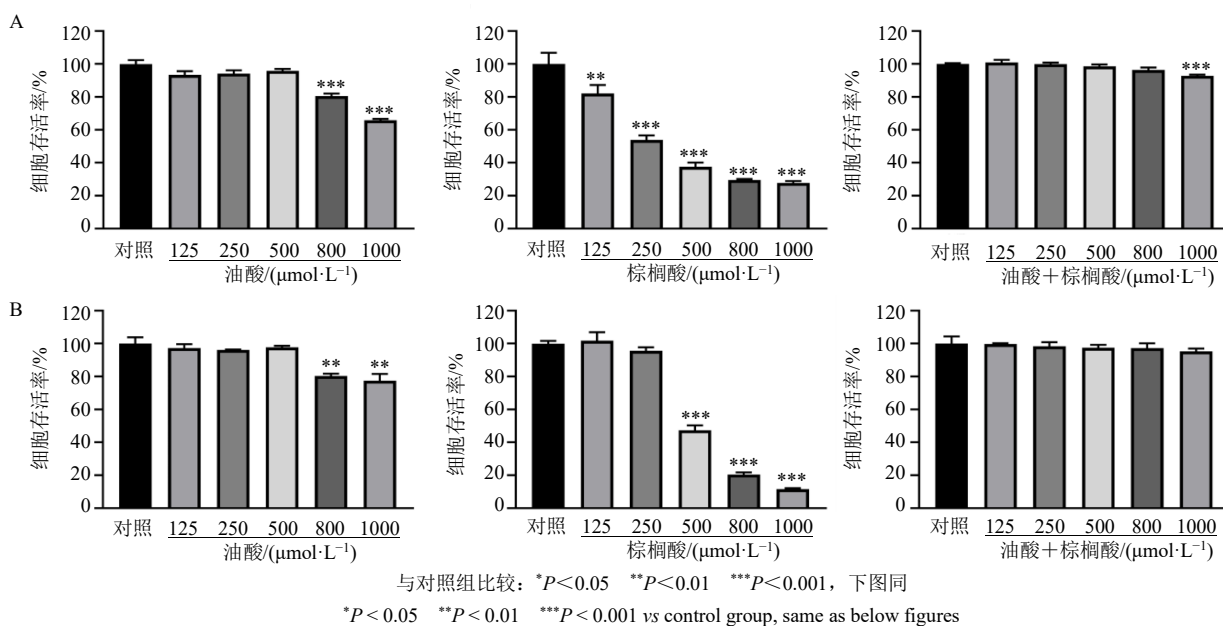 A
细胞存活率/%
120
100
80
60
40
20
0
***
***
对照 125 250 500 800 1000
油酸/(μmol·L⁻¹)
细胞存活率/%
120
100
80
60
40
20
0
**
***
***
***
***
对照 125 250 500 800 1000
棕榈酸/(μmol·L⁻¹)
细胞存活率/%
120
100
80
60
40
20
0
***
对照 125 250 500 800 1000
油酸＋棕榈酸/(μmol·L⁻¹)
B
细胞存活率/%
120
100
80
60
40
20
0
**
**
对照 125 250 500 800 1000
油酸/(μmol·L⁻¹)
细胞存活率/%
120
100
80
60
40
20
0
***
***
***
对照 125 250 500 800 1000
棕榈酸/(μmol·L⁻¹)
细胞存活率/%
120
100
80
60
40
20
0
对照 125 250 500 800 1000
油酸＋棕榈酸/(μmol·L⁻¹)
与对照组比较：*P＜0.05 **P＜0.01 ***P＜0.001，下图同
*P < 0.05 **P < 0.01 ***P < 0.001 vs control group, same as below figures